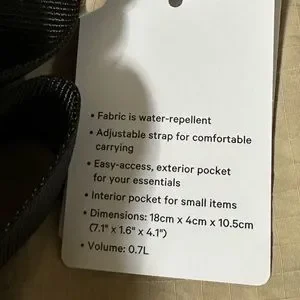 • Fabric is water-repellent
• Adjustable strap for comfortable
carrying
• Easy-access, exterior pocket
for your essentials
• Interior pocket for small items
• Dimensions: 18cm x 4cm x 10.5cm
(7.1" x 1.6" x 4.1")
• Volume: 0.7L